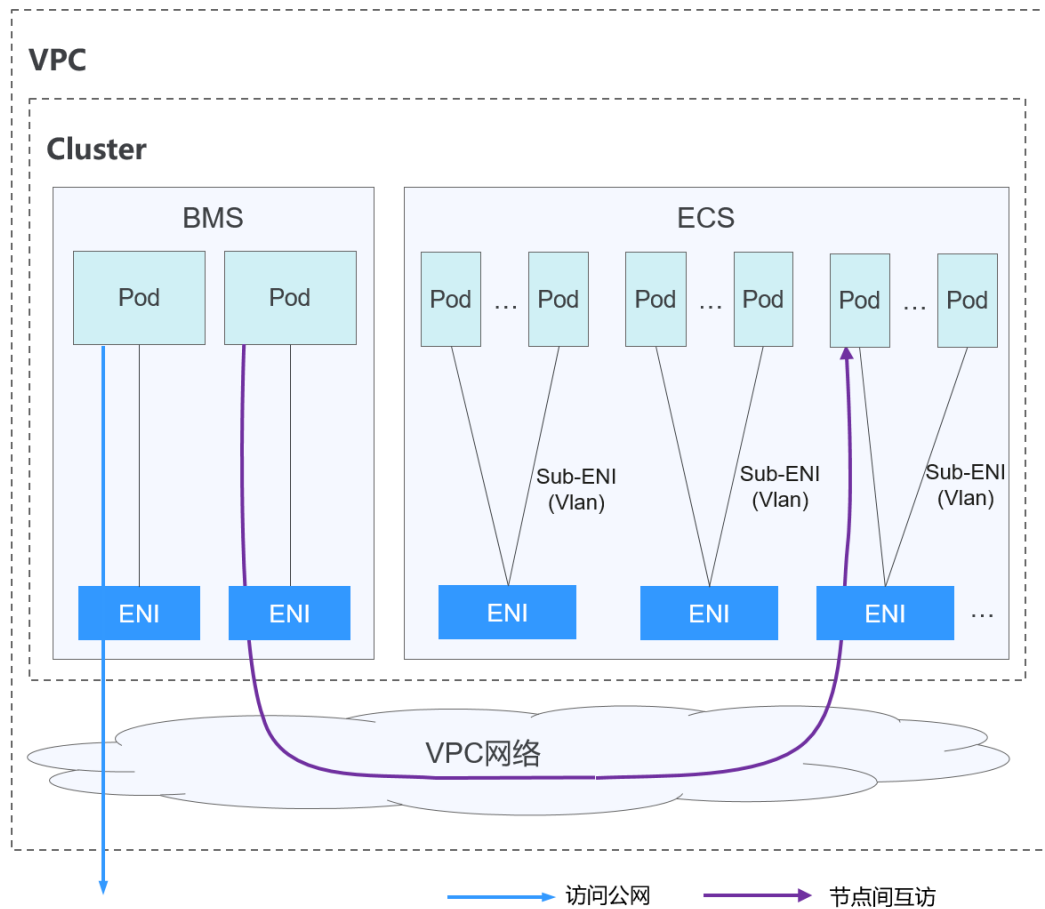 VPC
Cluster
BMS
ECS
Pod
Pod
Pod
...
Pod
Pod
...
Pod
Pod
...
Pod
Sub-ENI
(Vlan)
Sub-ENI
(Vlan)
Sub-ENI
(Vlan)
ENI
ENI
ENI
ENI
ENI
...
VPC网络
访问公网
节点间互访